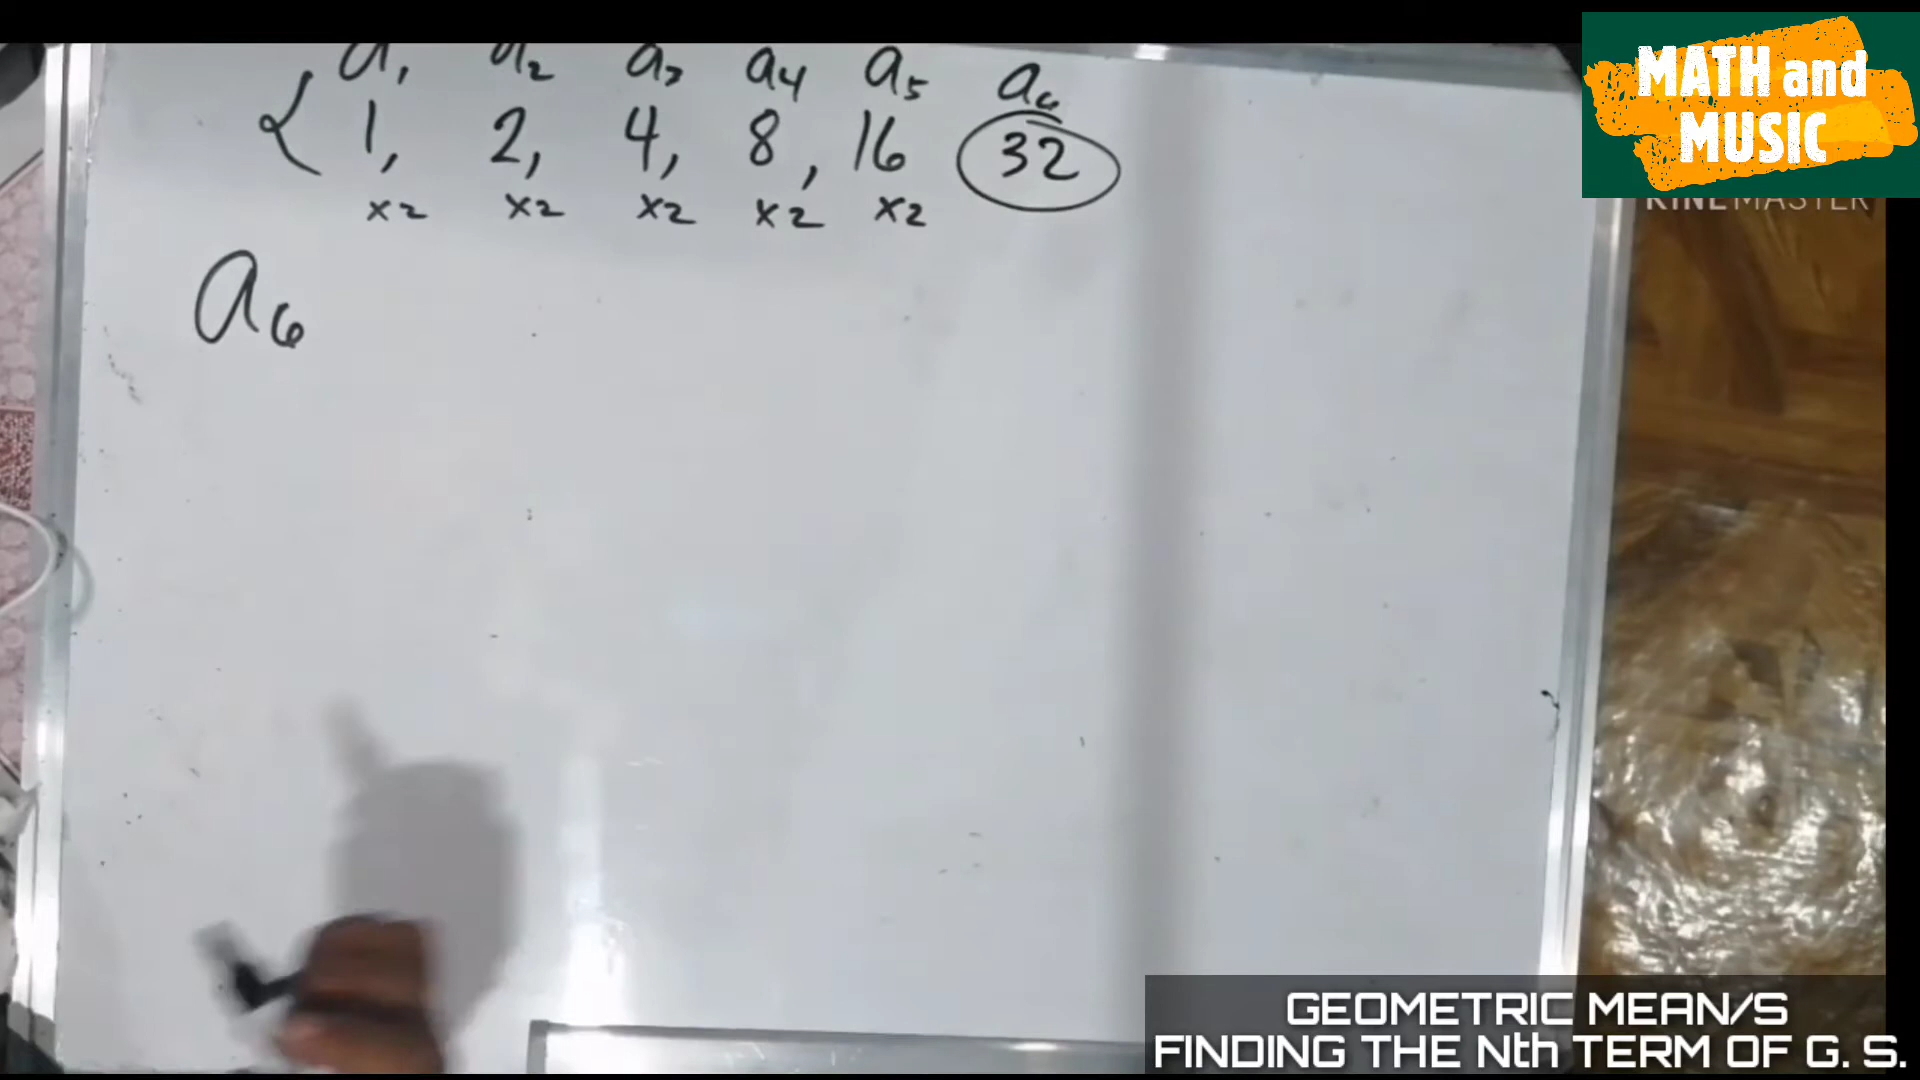 a₁ a₂ a₃ a₄ a₅ a₆
1, 2, 4, 8, 16 32
x2 x2 x2 x2 x2
a₆
MATH and
MUSIC
KINEMASTER
GEOMETRIC MEAN/S
FINDING THE Nth TERM OF G. S.